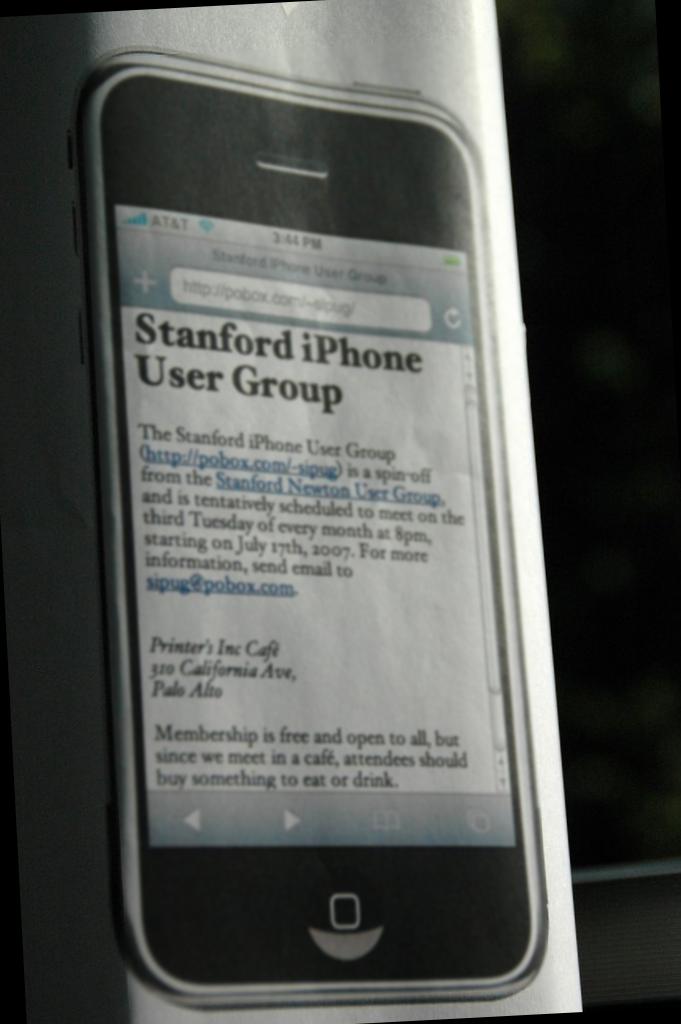 AT&T 3:44 PM
Stanford iPhone User Group
http://pobox.com/~sipug/
Stanford iPhone
User Group
The Stanford iPhone User Group
(http://pobox.com/~sipug) is a spin-off
from the Stanford Newton User Group,
and is tentatively scheduled to meet on the
third Tuesday of every month at 8pm,
starting on July 17th, 2007. For more
information, send email to
sipug@pobox.com.
Printer's Inc Café
310 California Ave,
Palo Alto
Membership is free and open to all, but
since we meet in a café, attendees should
buy something to eat or drink.